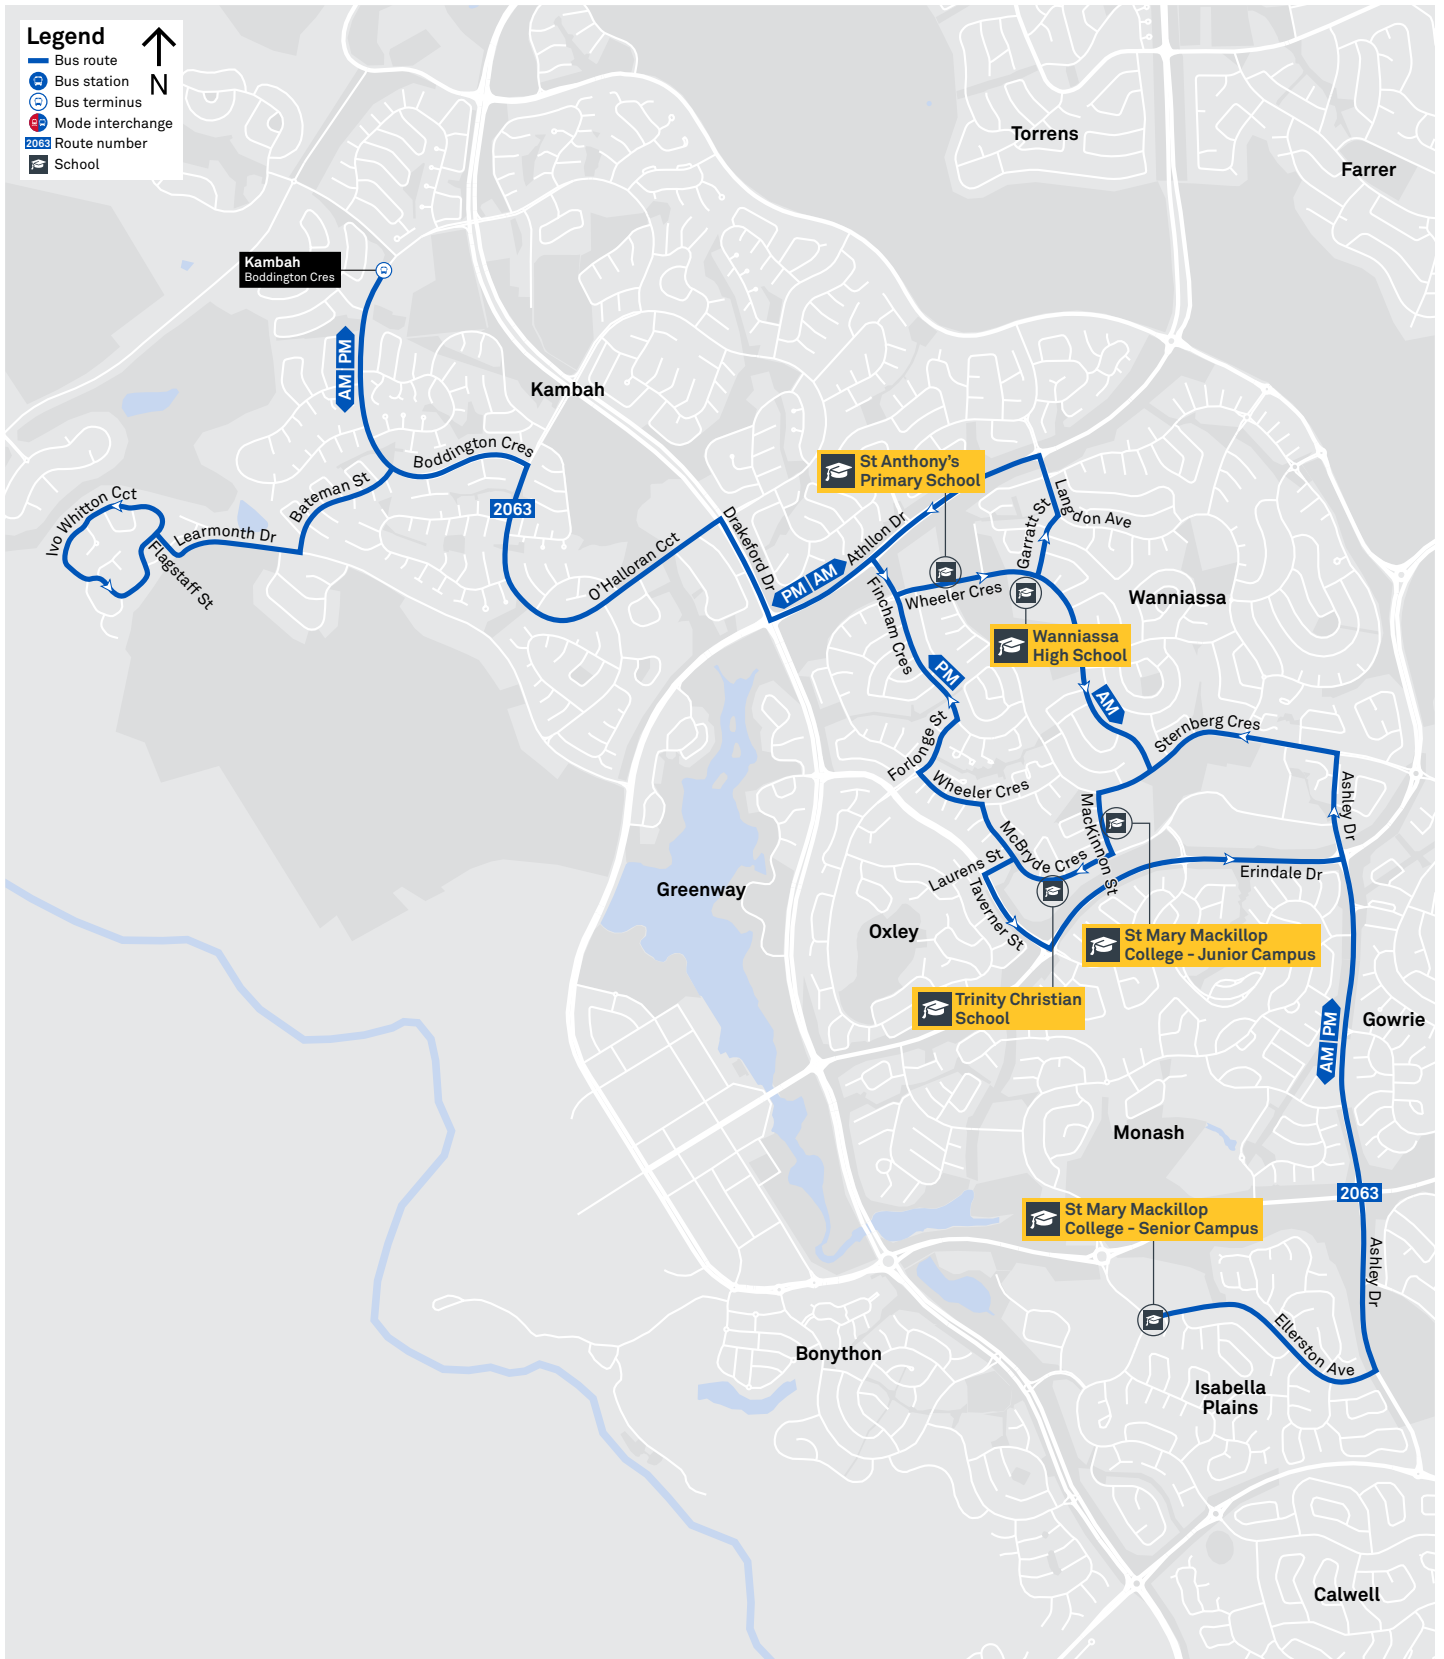 Legend
Bus route
Bus station
Bus terminus
Mode interchange
2063 Route number
School
N
Torrens
Farrer
Kambah
Boddington Cres
AM | PM
Kambah
Boddington Cres
2063
Bateman St
Ivo Whitton Cct
Learmonth Dr
Flagstaff St
O'Halloran Cct
Drakeford Dr
St Anthony's
Primary School
Athllon Dr
PM | AM
Langdon Ave
Garratt St
Fincham Cres
Wheeler Cres
Wanniassa
Wanniassa
High School
PM
AM
Forlonge St
Sternberg Cres
Wheeler Cres
MacKinnon St
Ashley Dr
McBryde Cres
Laurens St
Taverner St
Erindale Dr
Greenway
Oxley
St Mary Mackillop
College - Junior Campus
Trinity Christian
School
Gowrie
AM | PM
Monash
2063
St Mary Mackillop
College - Senior Campus
Ashley Dr
Ellerston Ave
Bonython
Isabella
Plains
Calwell